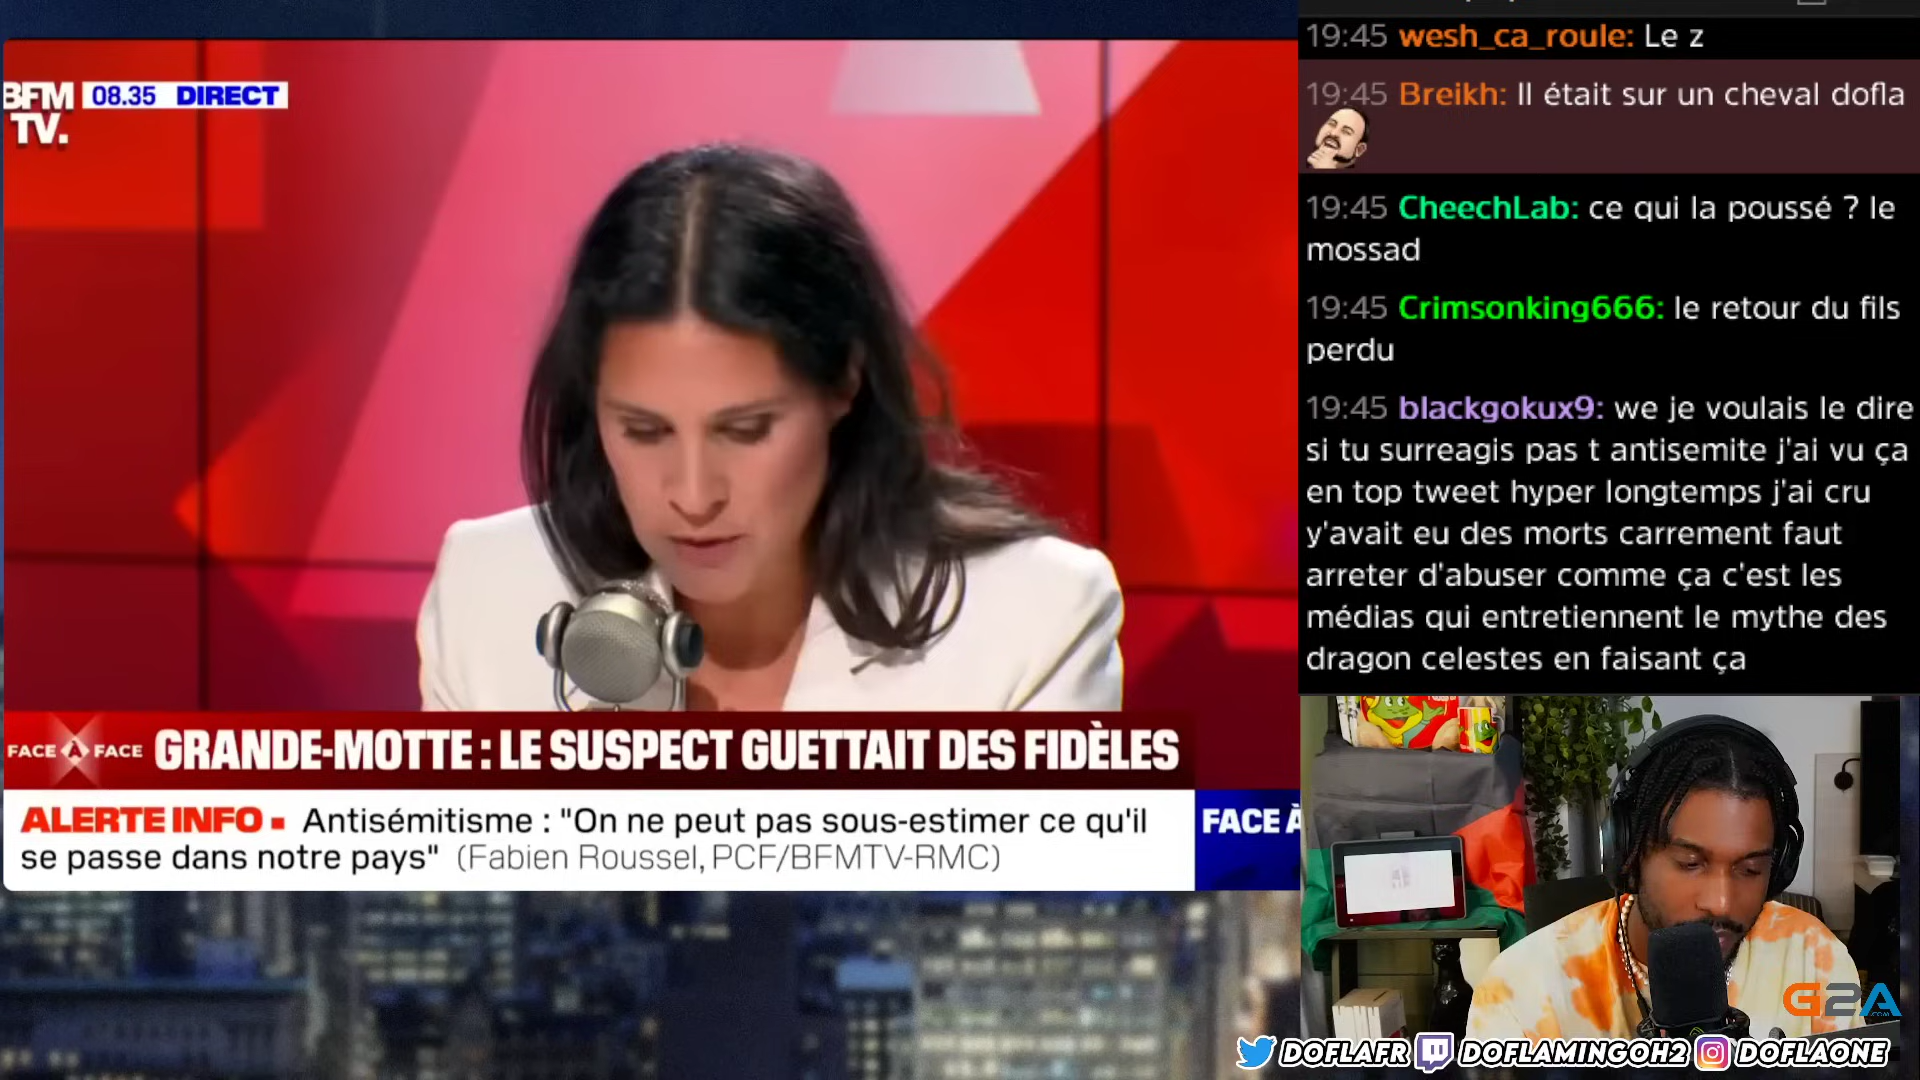 BFM
TV.
08.35 DIRECT
FACE À FACE
GRANDE-MOTTE : LE SUSPECT GUETTAIT DES FIDÈLES
ALERTE INFO ▪ Antisémitisme : "On ne peut pas sous-estimer ce qu'il
se passe dans notre pays" (Fabien Roussel, PCF/BFMTV-RMC)
FACE À
19:45 wesh_ca_roule: Le z
19:45 Breikh: Il était sur un cheval dofla
19:45 CheechLab: ce qui la poussé ? le
mossad
19:45 Crimsonking666: le retour du fils
perdu
19:45 blackgokux9: we je voulais le dire
si tu surreagis pas t antisemite j'ai vu ça
en top tweet hyper longtemps j'ai cru
y'avait eu des morts carrement faut
arreter d'abuser comme ça c'est les
médias qui entretiennent le mythe des
dragon celestes en faisant ça
G2A
.COM
DOFLAFR DOFLAMINGOH2 DOFLAONE